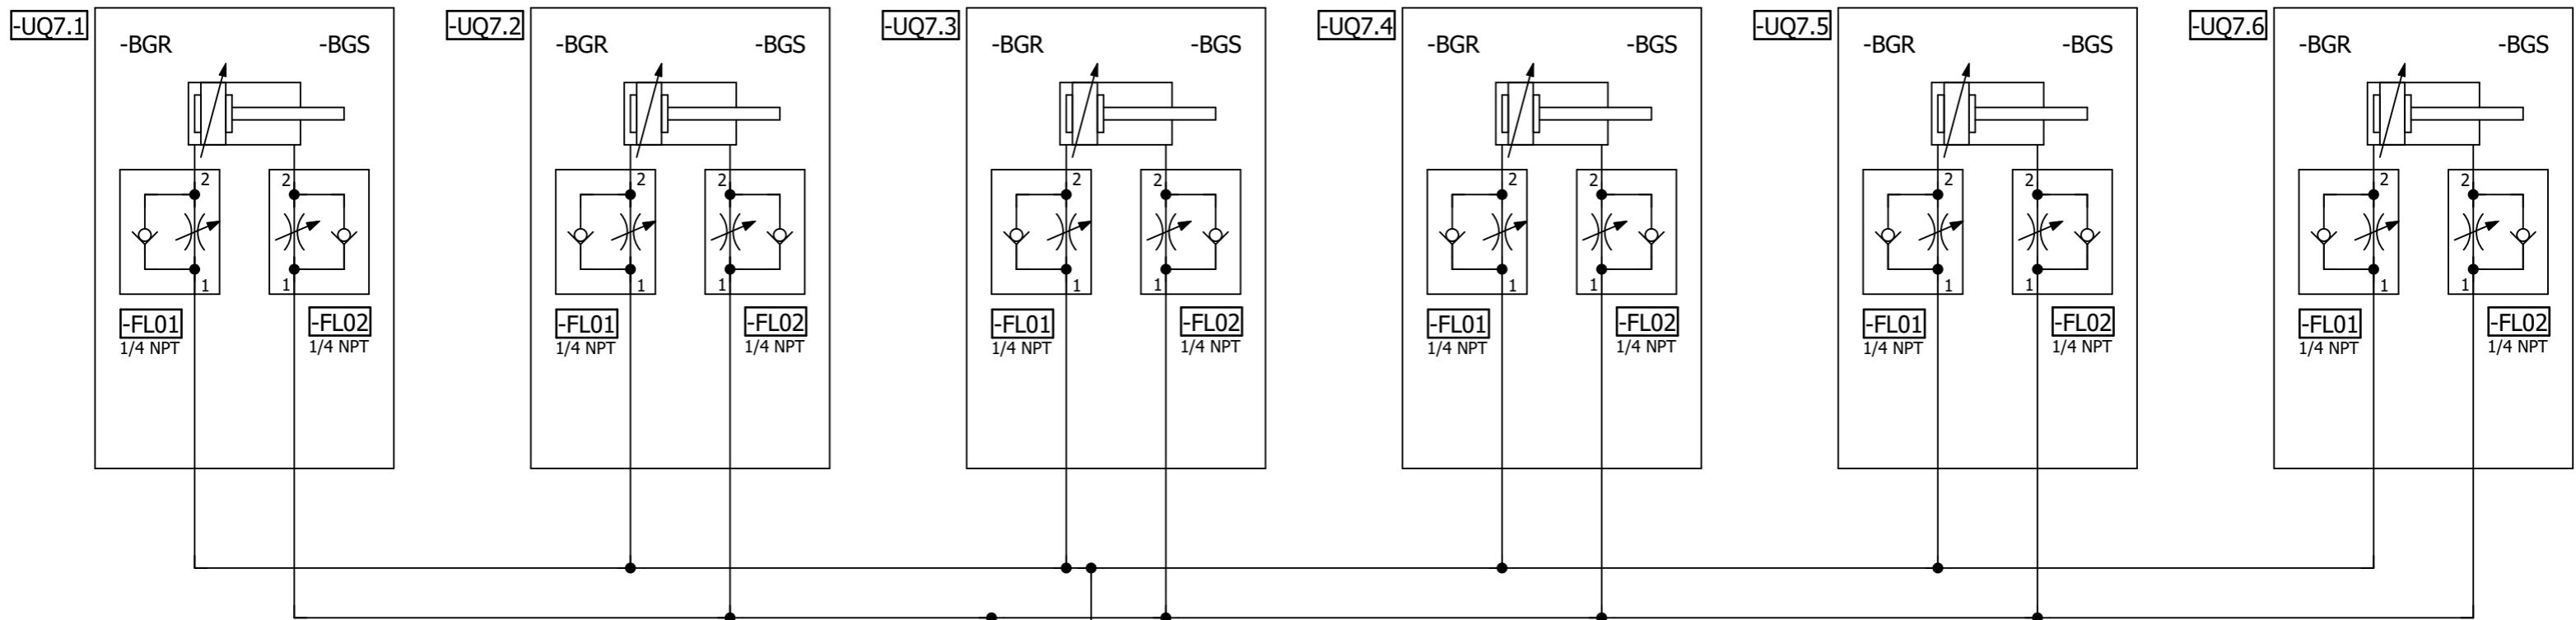 -UQ7.1
-BGR -BGS
2 2
1 1
-FL01 -FL02
1/4 NPT 1/4 NPT
-UQ7.2
-BGR -BGS
2 2
1 1
-FL01 -FL02
1/4 NPT 1/4 NPT
-UQ7.3
-BGR -BGS
2 2
1 1
-FL01 -FL02
1/4 NPT 1/4 NPT
-UQ7.4
-BGR -BGS
2 2
1 1
-FL01 -FL02
1/4 NPT 1/4 NPT
-UQ7.5
-BGR -BGS
2 2
1 1
-FL01 -FL02
1/4 NPT 1/4 NPT
-UQ7.6
-BGR -BGS
2 2
1 1
-FL01 -FL02
1/4 NPT 1/4 NPT